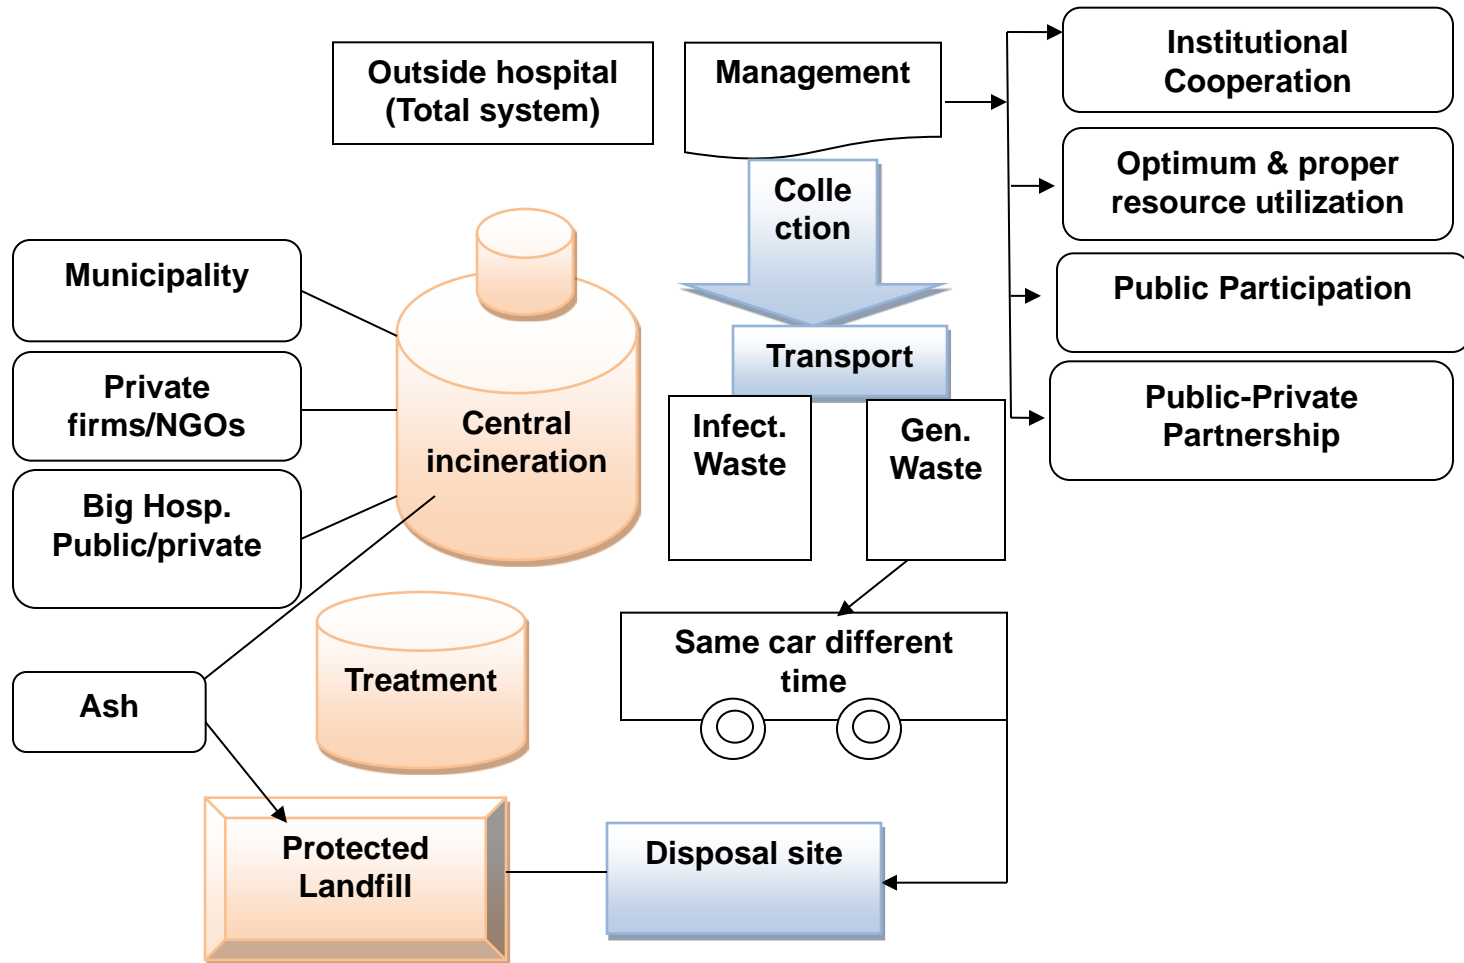 Outside hospital
(Total system)
Management
Institutional
Cooperation
Optimum & proper
resource utilization
Public Participation
Public-Private
Partnership
Colle
ction
Transport
Infect.
Waste
Gen.
Waste
Municipality
Private
firms/NGOs
Big Hosp.
Public/private
Central
incineration
Same car different
time
Treatment
Ash
Protected
Landfill
Disposal site